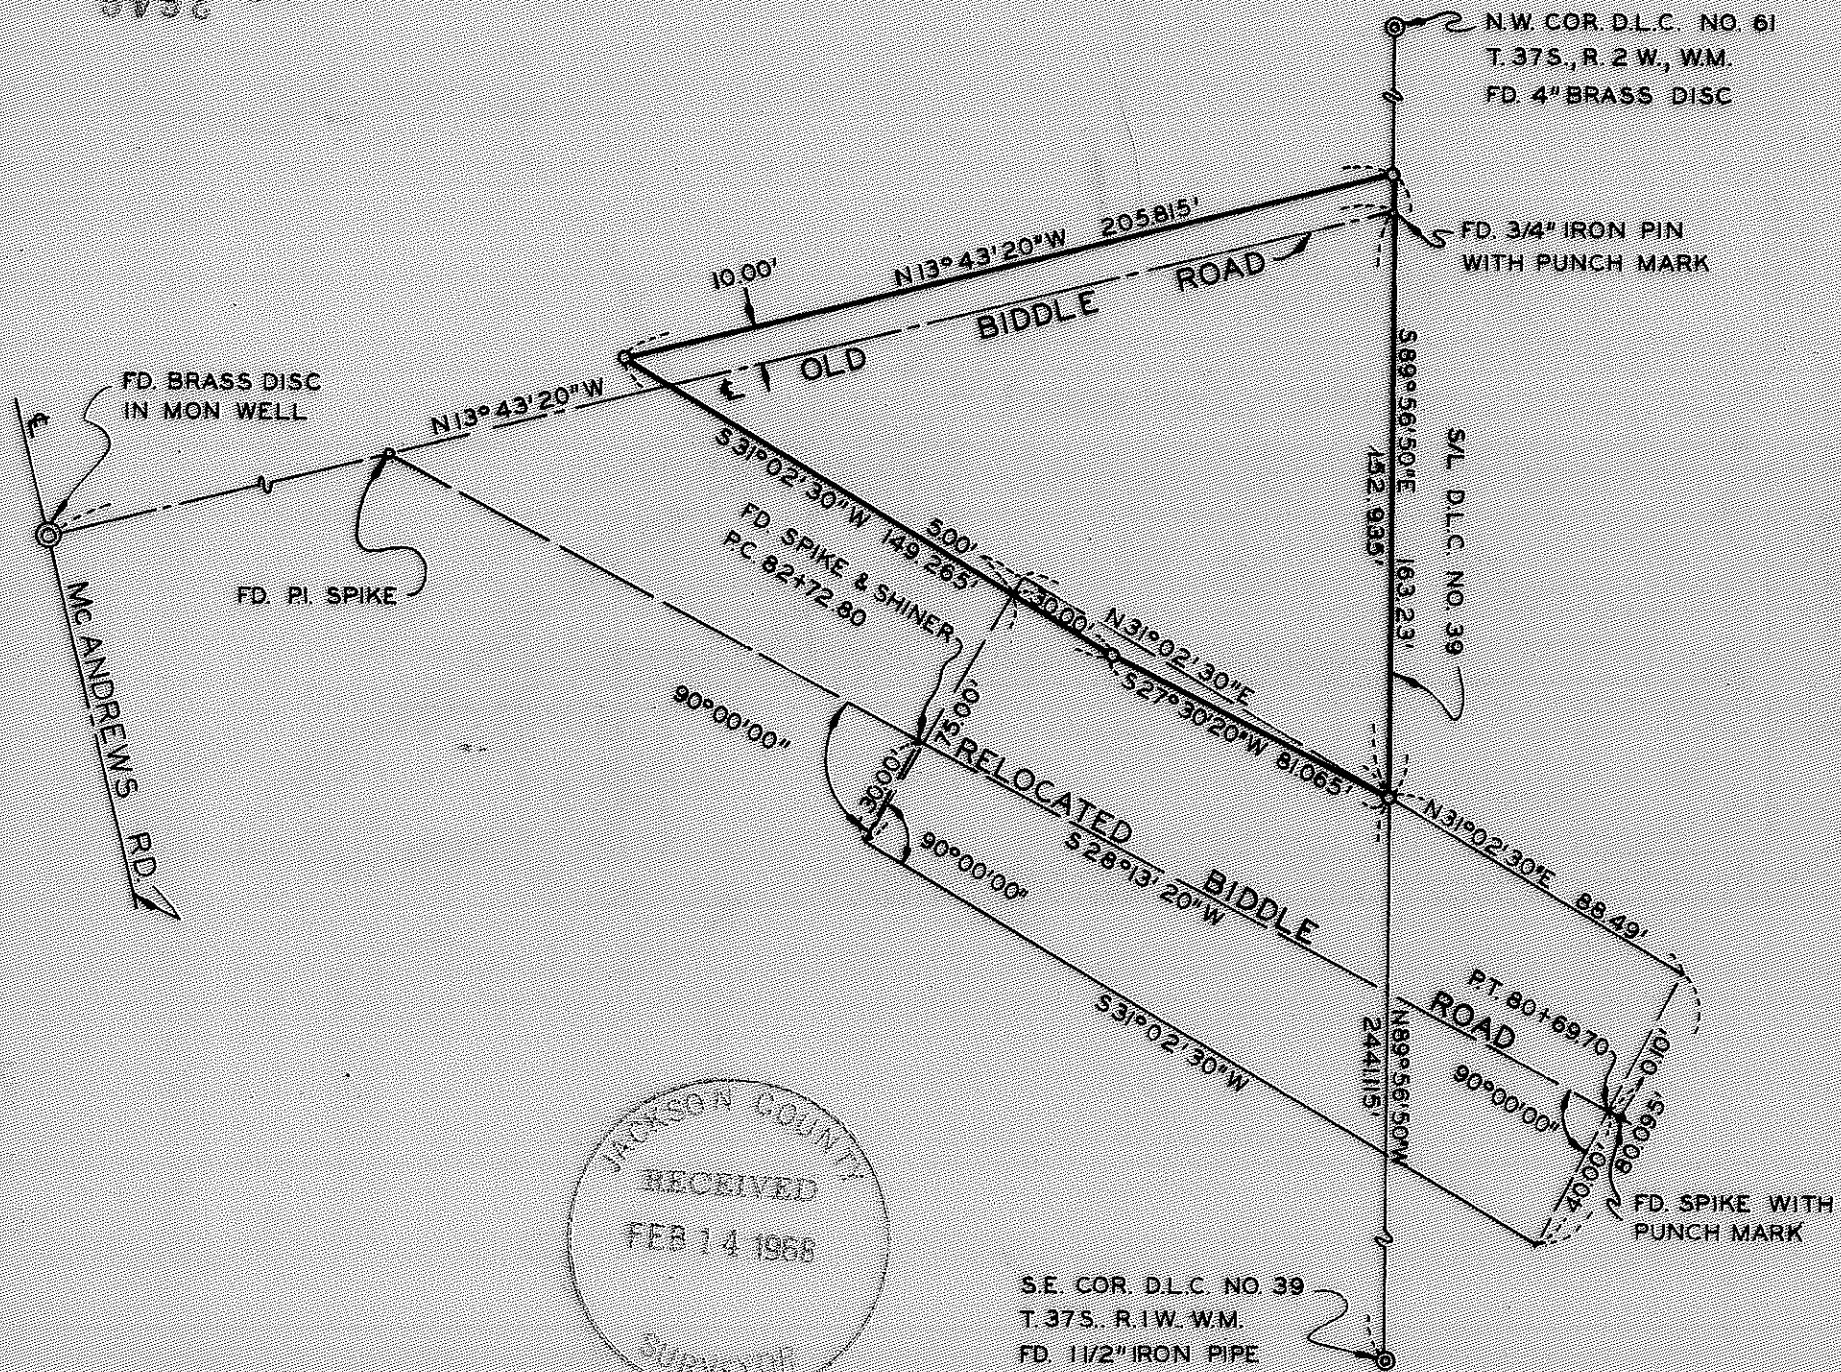 N.W. COR. D.L.C. NO. 61
T. 37S., R. 2 W., W.M.
FD. 4" BRASS DISC
FD. 3/4" IRON PIN
WITH PUNCH MARK
N 13° 43' 20" W 205.815'
10.00'
OLD BIDDLE ROAD
FD. BRASS DISC
IN MON WELL
N 13° 43' 20" W
S 89° 56' 50" E 163.23'
152.935'
S/L D.L.C. NO. 39
S 31° 02' 30" W 149.265'
5.00'
FD. SPIKE & SHINER
P.C. 82+72.80
FD. P.I. SPIKE
30.00'
N 31° 02' 30" E
S 27° 30' 20" W 81.065'
Mc ANDREWS RD.
90°00'00"
75.00'
30.00'
90°00'00"
RELOCATED BIDDLE ROAD
S 28° 13' 20" W
N 31° 02' 30" E 88.49'
P.T. 80+69.70
S 31° 02' 30" W
N 89° 56' 50" W
2441.115'
90°00'00"
0.10'
80.095'
40.00'
FD. SPIKE WITH
PUNCH MARK
JACKSON COUNTY
RECEIVED
FEB 14 1968
SURVEYOR
S.E. COR. D.L.C. NO. 39
T. 37 S., R. 1 W., W.M.
FD. 1 1/2" IRON PIPE